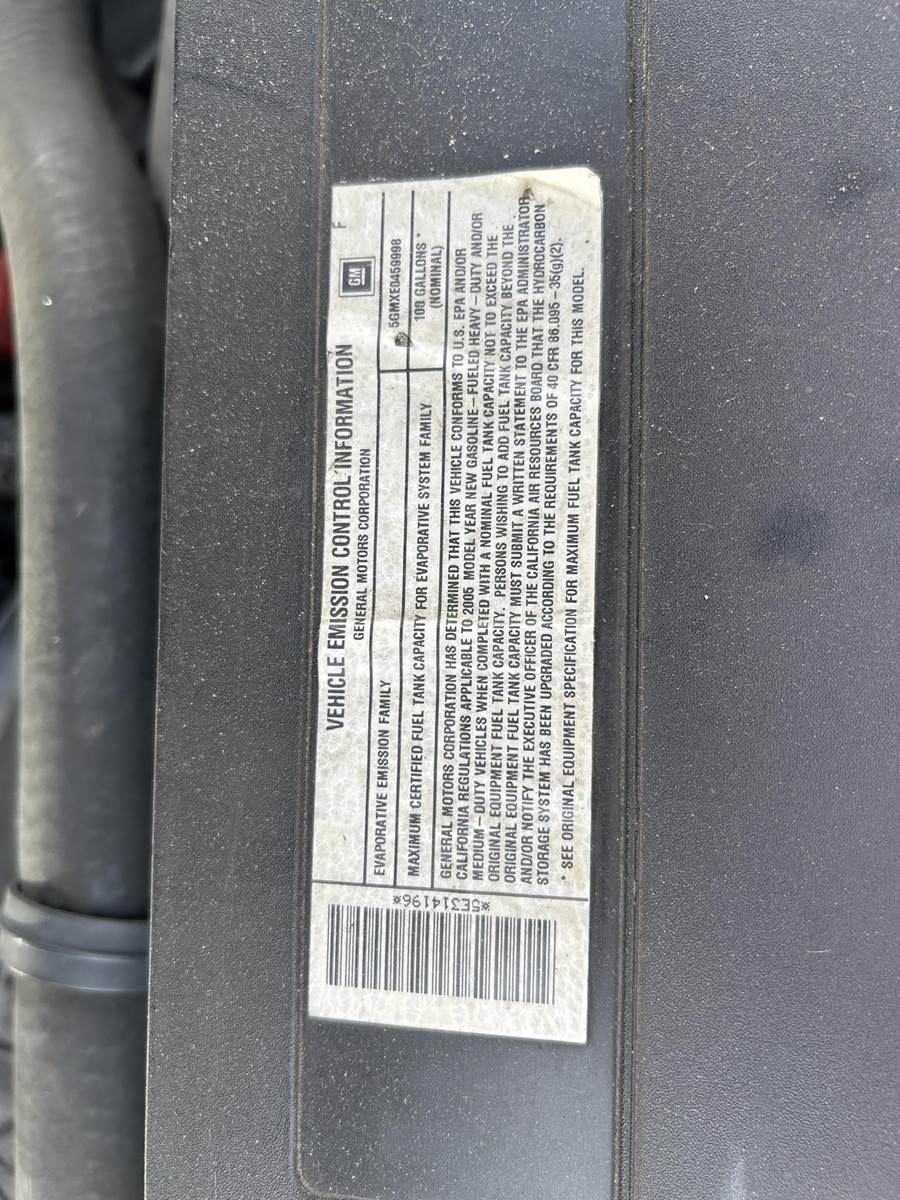 F
VEHICLE EMISSION CONTROL INFORMATION
GM
GENERAL MOTORS CORPORATION
EVAPORATIVE EMISSION FAMILY 5GMXE0459998
MAXIMUM CERTIFIED FUEL TANK CAPACITY FOR EVAPORATIVE SYSTEM FAMILY 100 GALLONS *
(NOMINAL)
GENERAL MOTORS CORPORATION HAS DETERMINED THAT THIS VEHICLE CONFORMS TO U.S. EPA AND/OR
CALIFORNIA REGULATIONS APPLICABLE TO 2005 MODEL YEAR NEW GASOLINE-FUELED HEAVY-DUTY AND/OR
MEDIUM-DUTY VEHICLES WHEN COMPLETED WITH A NOMINAL FUEL TANK CAPACITY NOT TO EXCEED THE
ORIGINAL EQUIPMENT FUEL TANK CAPACITY. PERSONS WISHING TO ADD FUEL TANK CAPACITY BEYOND THE
ORIGINAL EQUIPMENT FUEL TANK CAPACITY MUST SUBMIT A WRITTEN STATEMENT TO THE EPA ADMINISTRATOR
AND/OR NOTIFY THE EXECUTIVE OFFICER OF THE CALIFORNIA AIR RESOURCES BOARD THAT THE HYDROCARBON
STORAGE SYSTEM HAS BEEN UPGRADED ACCORDING TO THE REQUIREMENTS OF 40 CFR 86.095-35(g)(2).
* SEE ORIGINAL EQUIPMENT SPECIFICATION FOR MAXIMUM FUEL TANK CAPACITY FOR THIS MODEL.
*5E314196*